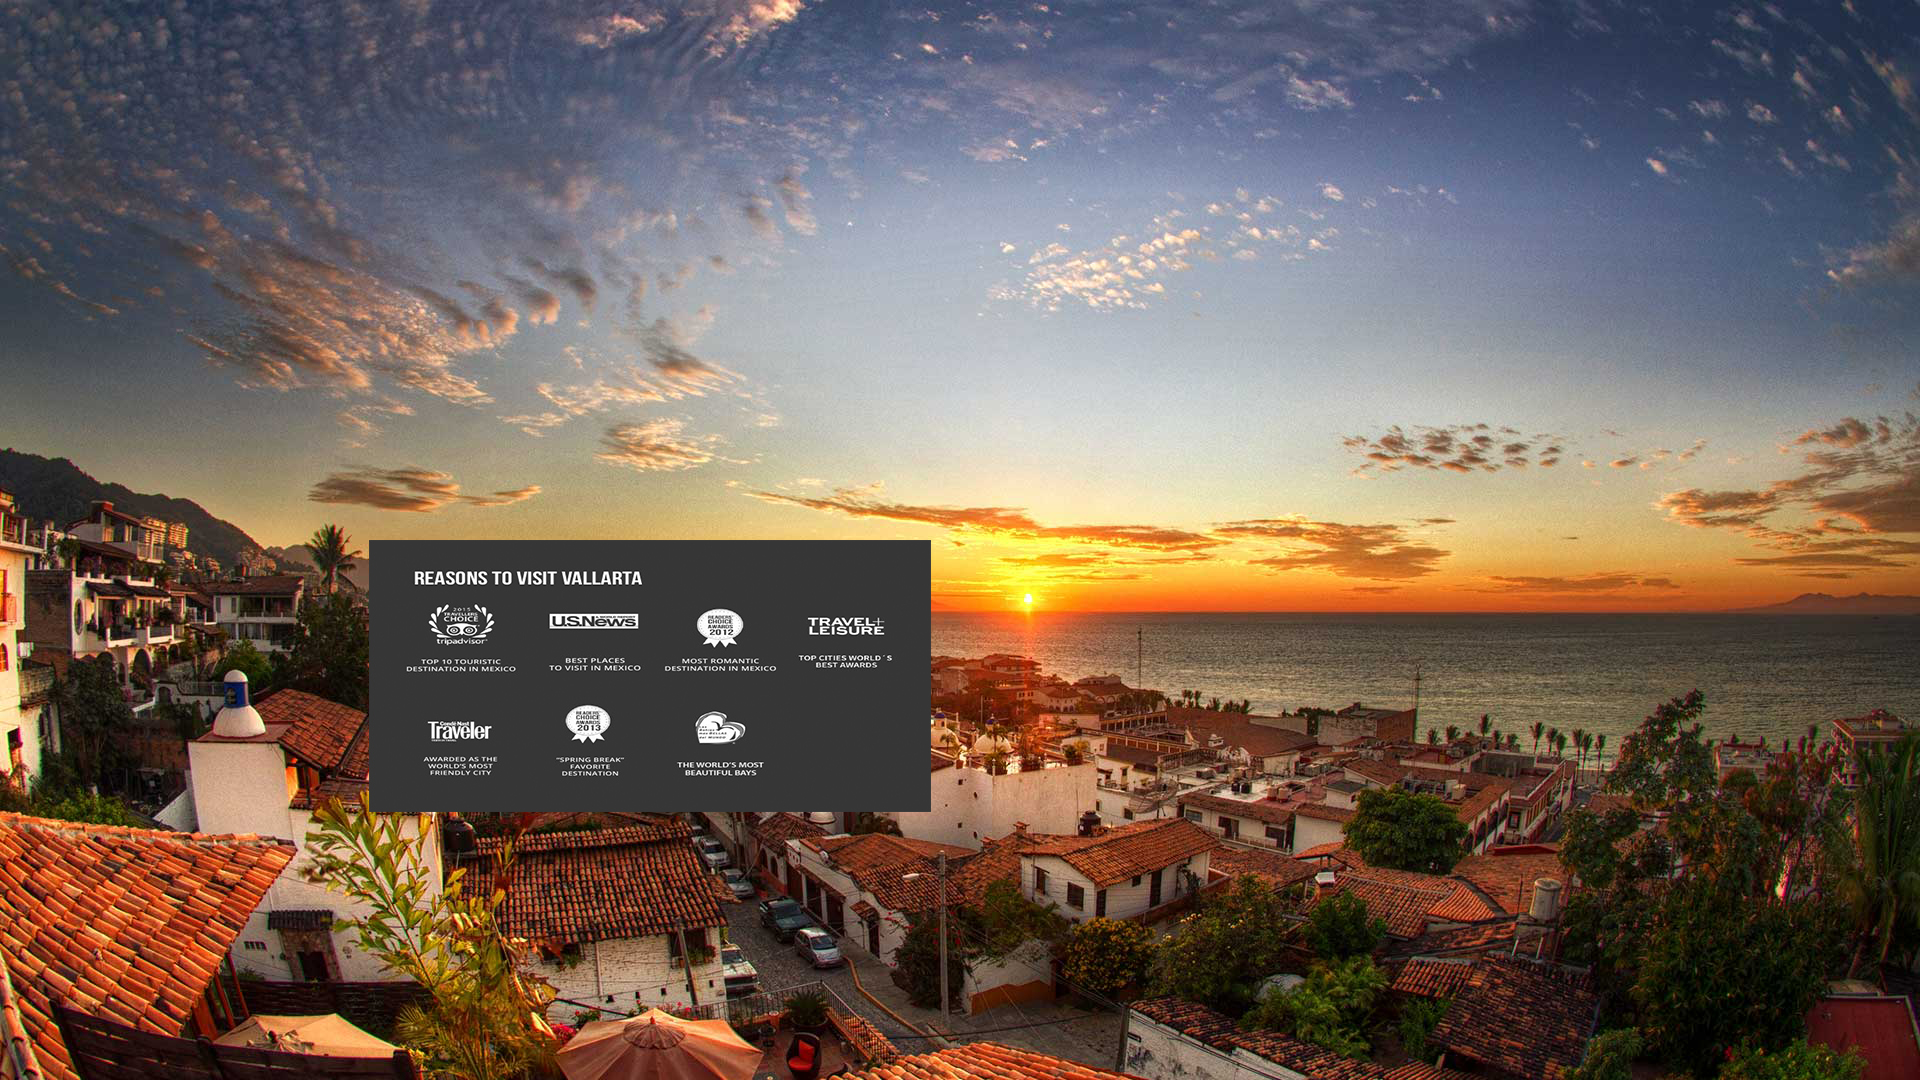 REASONS TO VISIT VALLARTA
2015
TRAVELLERS'
CHOICE
tripadvisor
TOP 10 TOURISTIC
DESTINATION IN MEXICO
U.S.News
BEST PLACES
TO VISIT IN MEXICO
READERS'
CHOICE
AWARDS
2012
MOST ROMANTIC
DESTINATION IN MEXICO
TRAVEL+
LEISURE
TOP CITIES WORLD´S
BEST AWARDS
Condé Nast
Traveler
AWARDED AS THE
WORLD'S MOST
FRIENDLY CITY
READERS'
CHOICE
AWARDS
2013
"SPRING BREAK"
FAVORITE
DESTINATION
THE WORLD'S MOST
BEAUTIFUL BAYS